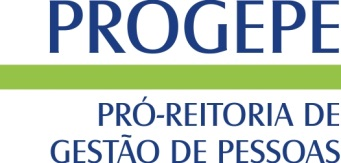 PROGEPE
PRÓ-REITORIA DE
GESTÃO DE PESSOAS